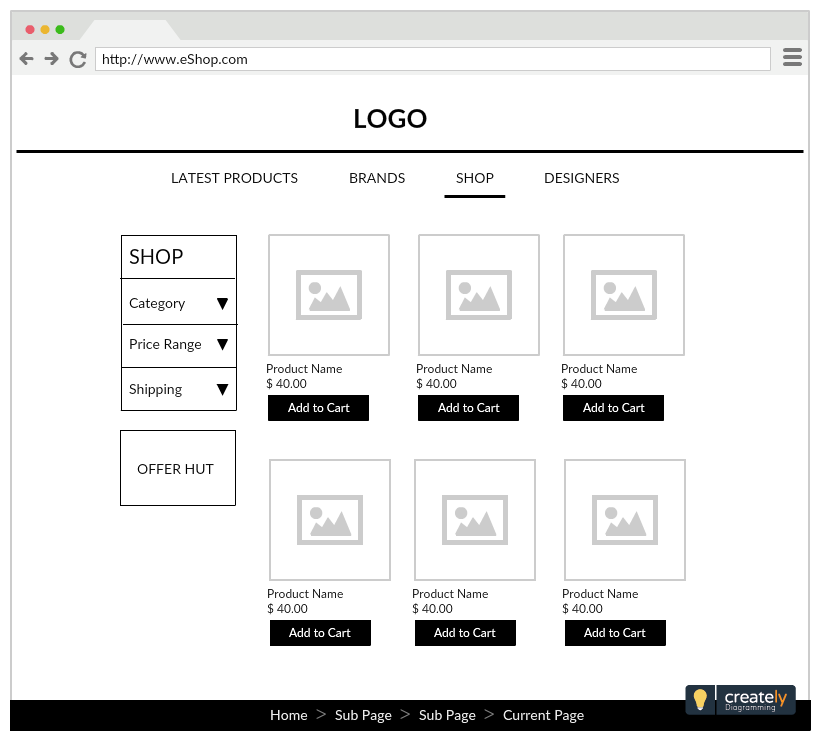 http://www.eShop.com
LOGO
LATEST PRODUCTS BRANDS SHOP DESIGNERS
SHOP
Category ▼
Price Range ▼
Shipping ▼
OFFER HUT
Product Name Product Name Product Name
$ 40.00 $ 40.00 $ 40.00
Add to Cart Add to Cart Add to Cart
Product Name Product Name Product Name
$ 40.00 $ 40.00 $ 40.00
Add to Cart Add to Cart Add to Cart
Home > Sub Page > Sub Page > Current Page
creately
Diagramming